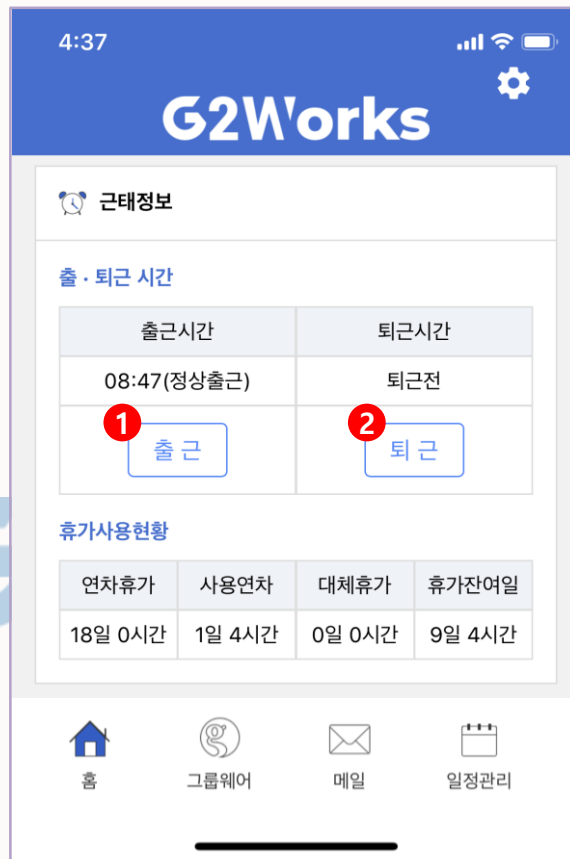 4:37
G2Works
근태정보
출 · 퇴근 시간
출근시간 퇴근시간
08:47(정상출근) 퇴근전
1 2
출 근 퇴 근
휴가사용현황
연차휴가 사용연차 대체휴가 휴가잔여일
18일 0시간 1일 4시간 0일 0시간 9일 4시간
홈 그룹웨어 메일 일정관리